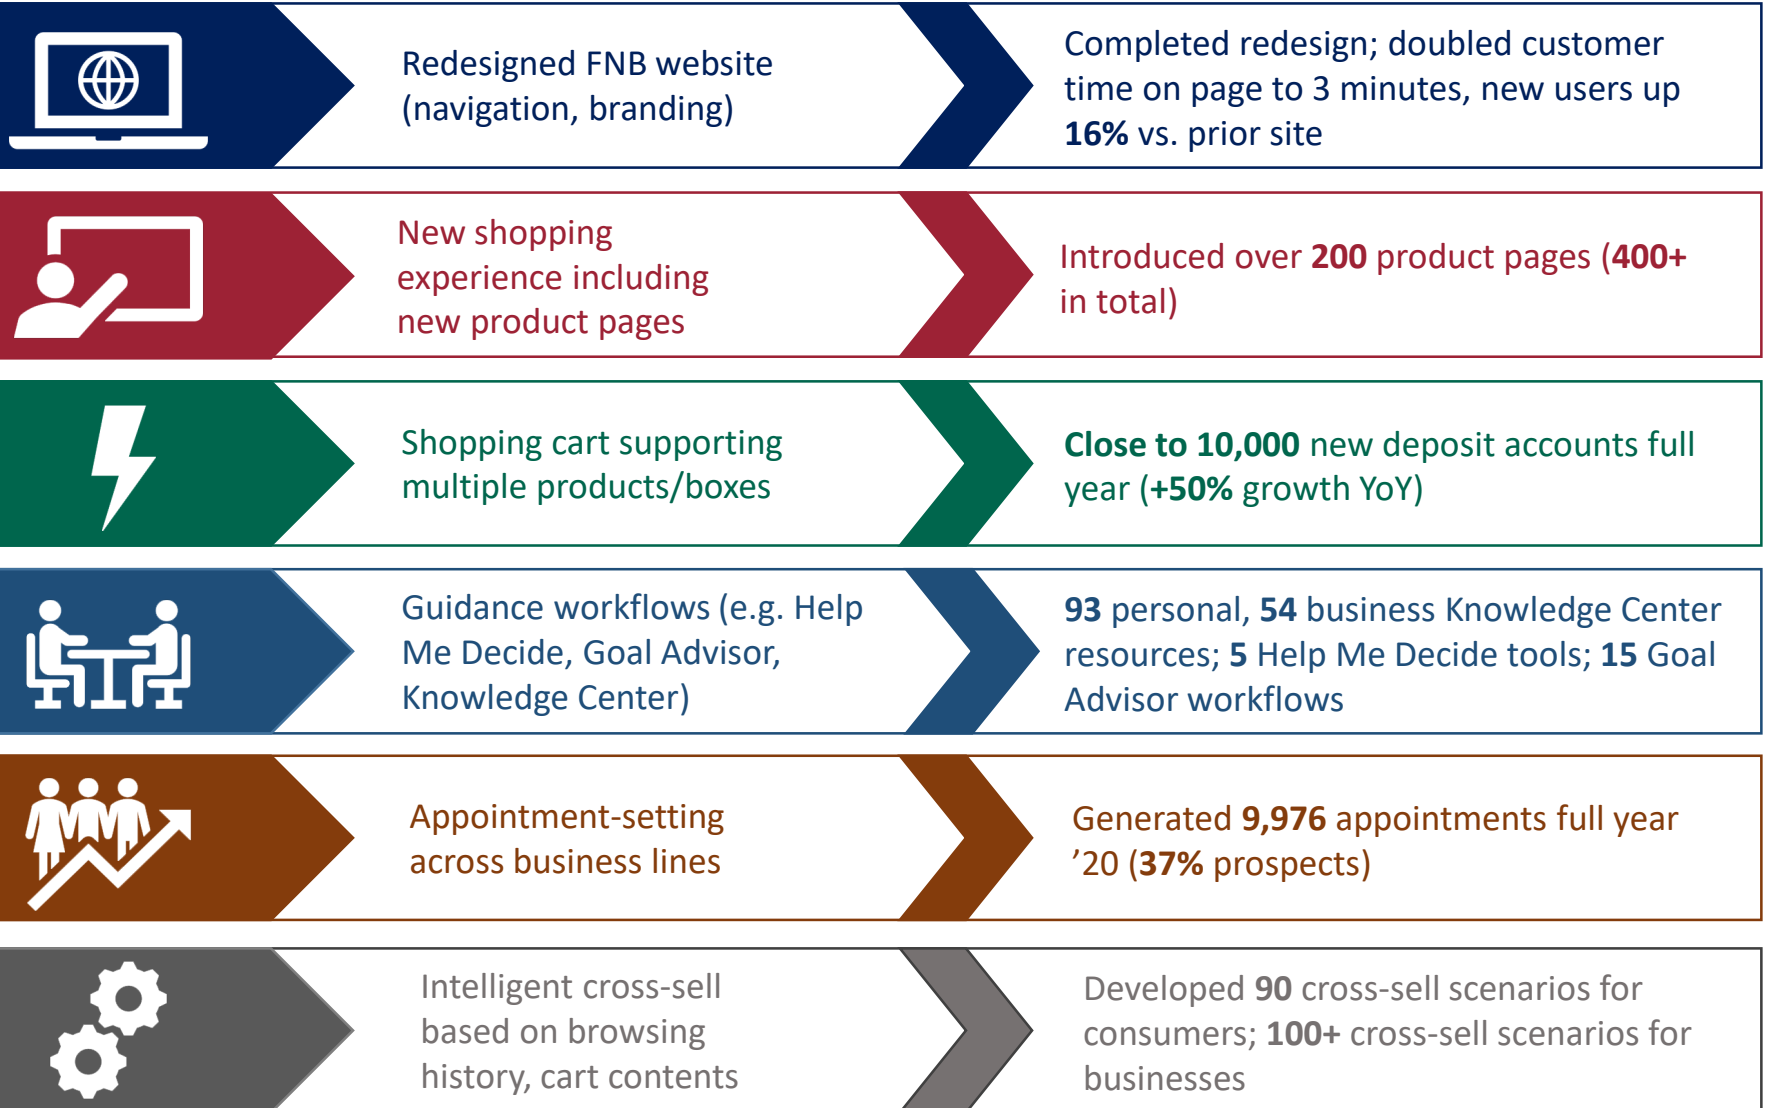 Redesigned FNB website
(navigation, branding)
Completed redesign; doubled customer
time on page to 3 minutes, new users up
16% vs. prior site
New shopping
experience including
new product pages
Introduced over 200 product pages (400+
in total)
Shopping cart supporting
multiple products/boxes
Close to 10,000 new deposit accounts full
year (+50% growth YoY)
Guidance workflows (e.g. Help
Me Decide, Goal Advisor,
Knowledge Center)
93 personal, 54 business Knowledge Center
resources; 5 Help Me Decide tools; 15 Goal
Advisor workflows
Appointment-setting
across business lines
Generated 9,976 appointments full year
’20 (37% prospects)
Intelligent cross-sell
based on browsing
history, cart contents
Developed 90 cross-sell scenarios for
consumers; 100+ cross-sell scenarios for
businesses